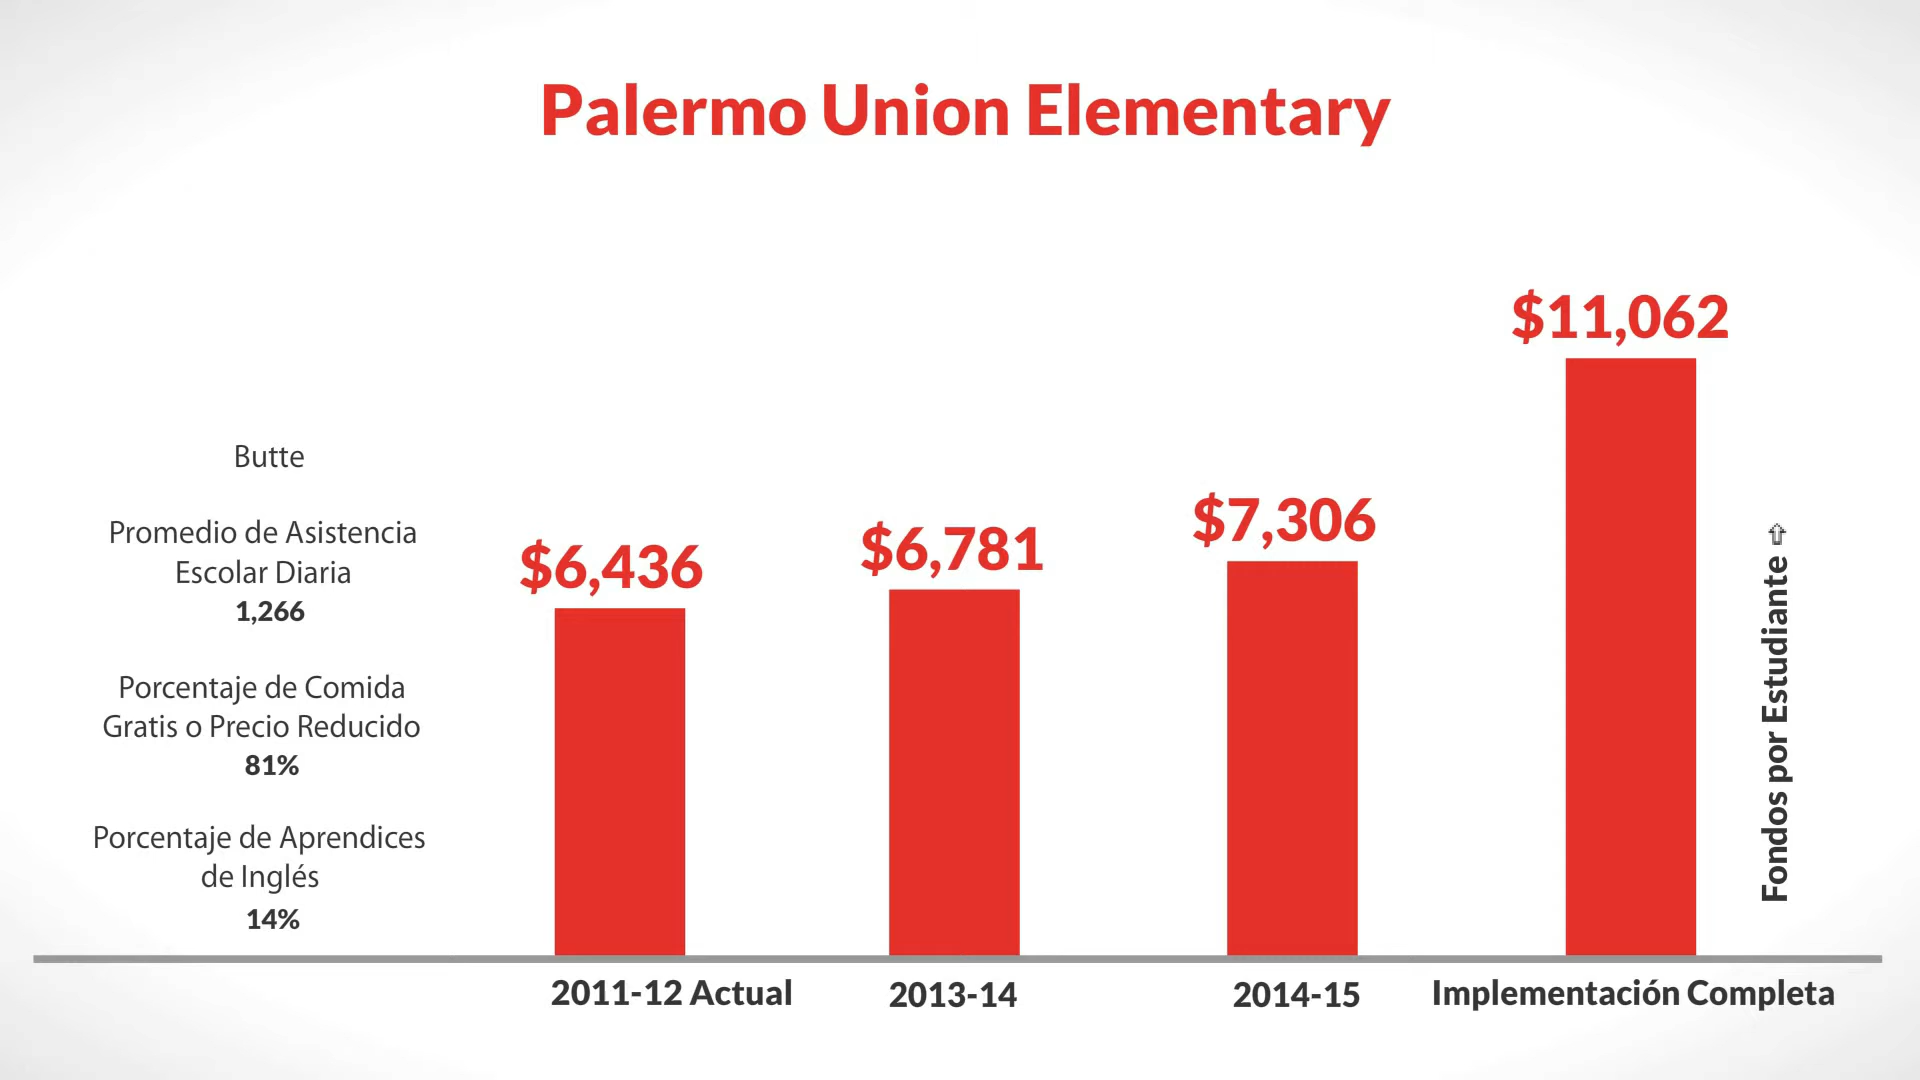 Palermo Union Elementary
Butte
Promedio de Asistencia
Escolar Diaria
1,266
Porcentaje de Comida
Gratis o Precio Reducido
81%
Porcentaje de Aprendices
de Inglés
14%
$6,436
$6,781
$7,306
$11,062
2011-12 Actual
2013-14
2014-15
Implementación Completa
Fondos por Estudiante ⇧